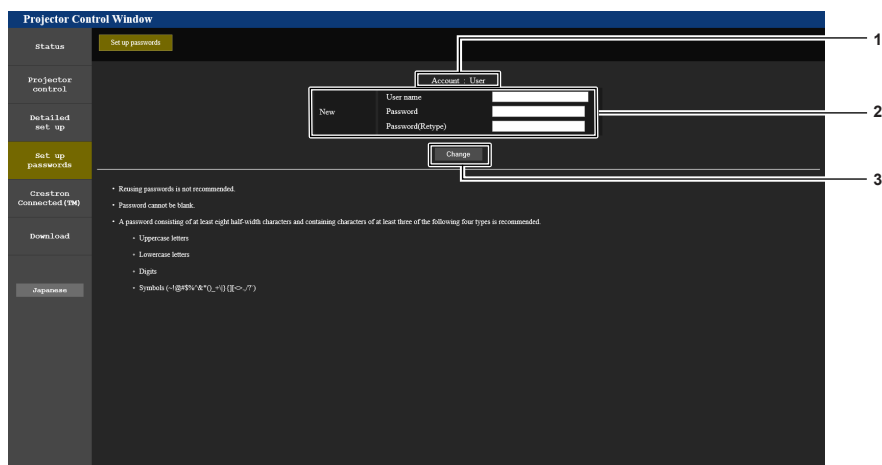 Projector Control Window
Status
Projector
control
Detailed
set up
Set up
passwords
Crestron
Connected(TM)
Download
Japanese
Set up passwords
Account : User
New
User name
Password
Password(Retype)
Change
• Reusing passwords is not recommended.
• Password cannot be blank.
• A password consisting of at least eight half-width characters and containing characters of at least three of the following four types is recommended.
• Uppercase letters
• Lowercase letters
• Digits
• Symbols
1
2
3